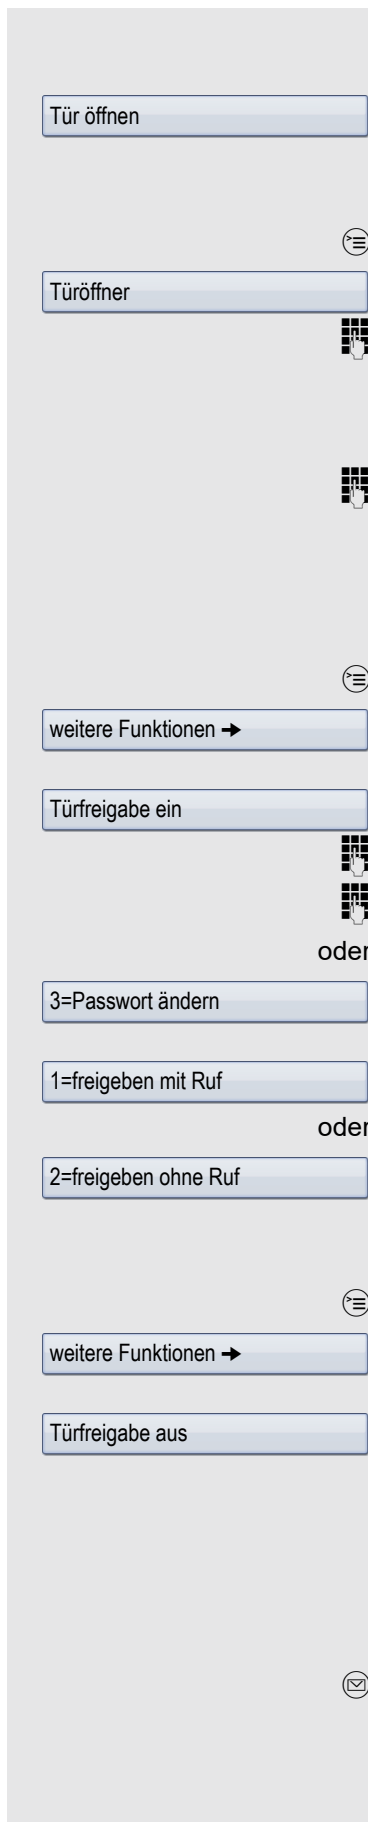 Tür öffnen
Türöffner
weitere Funktionen →
Türfreigabe ein
oder
3=Passwort ändern
1=freigeben mit Ruf
oder
2=freigeben ohne Ruf
weitere Funktionen →
Türfreigabe aus